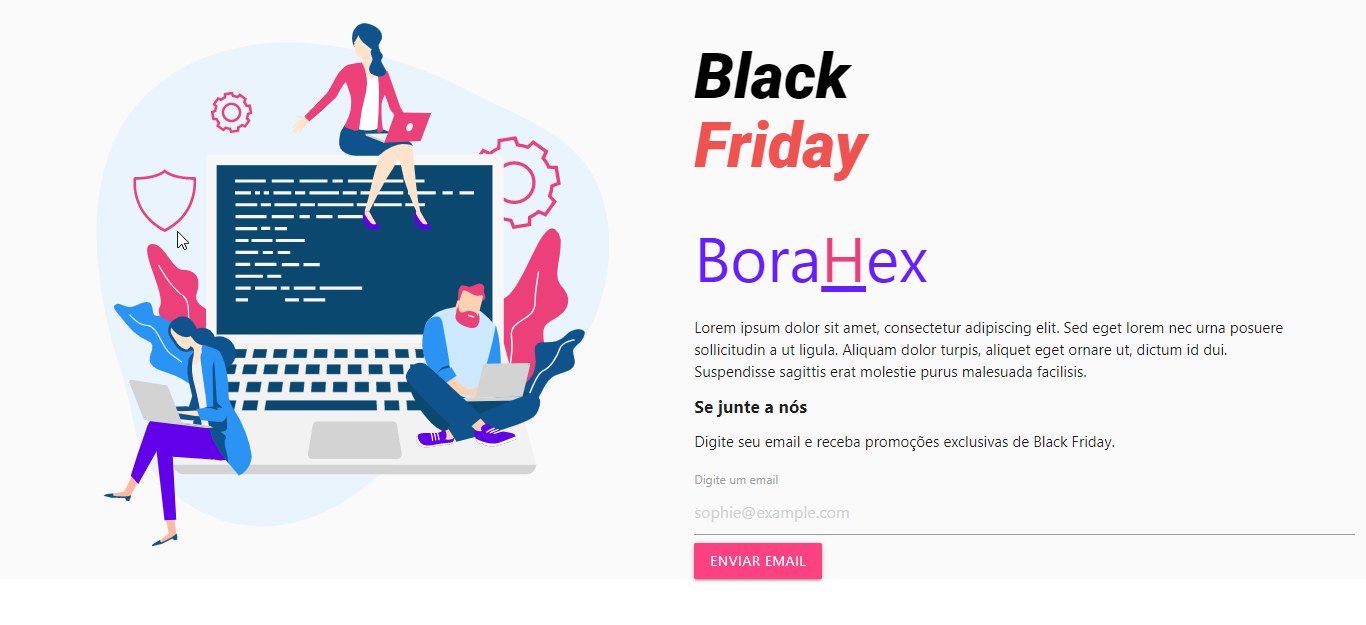 Black
Friday
BoraHex
Lorem ipsum dolor sit amet, consectetur adipiscing elit. Sed eget lorem nec urna posuere
sollicitudin a ut ligula. Aliquam dolor turpis, aliquet eget ornare ut, dictum id dui.
Suspendisse sagittis erat molestie purus malesuada facilisis.
Se junte a nós
Digite seu email e receba promoções exclusivas de Black Friday.
Digite um email
sophie@example.com
ENVIAR EMAIL